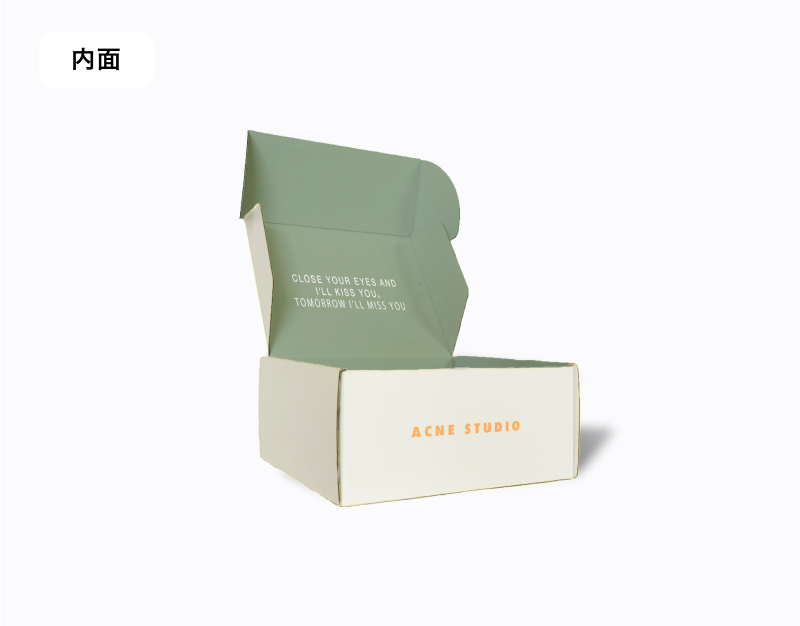 内面
CLOSE YOUR EYES AND
I'LL KISS YOU,
TOMORROW I'LL MISS YOU
ACNE STUDIO